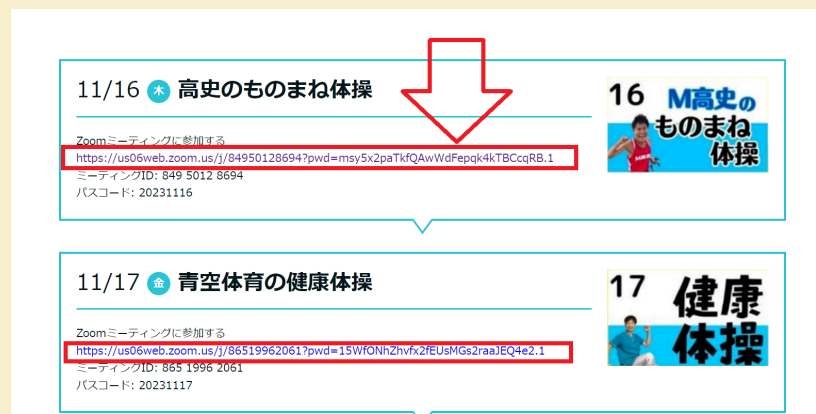 11/16 木 高史のものまね体操
Zoomミーティングに参加する
https://us06web.zoom.us/j/84950128694?pwd=msy5x2paTkfQAwWdFepqk4kTBCcqRB.1
ミーティングID: 849 5012 8694
パスコード: 20231116
16 M高史の
ものまね
体操
11/17 金 青空体育の健康体操
Zoomミーティングに参加する
https://us06web.zoom.us/j/86519962061?pwd=15WfONhZhvfx2fEUsMGs2raaJEQ4e2.1
ミーティングID: 865 1996 2061
パスコード: 20231117
17 健康
体操